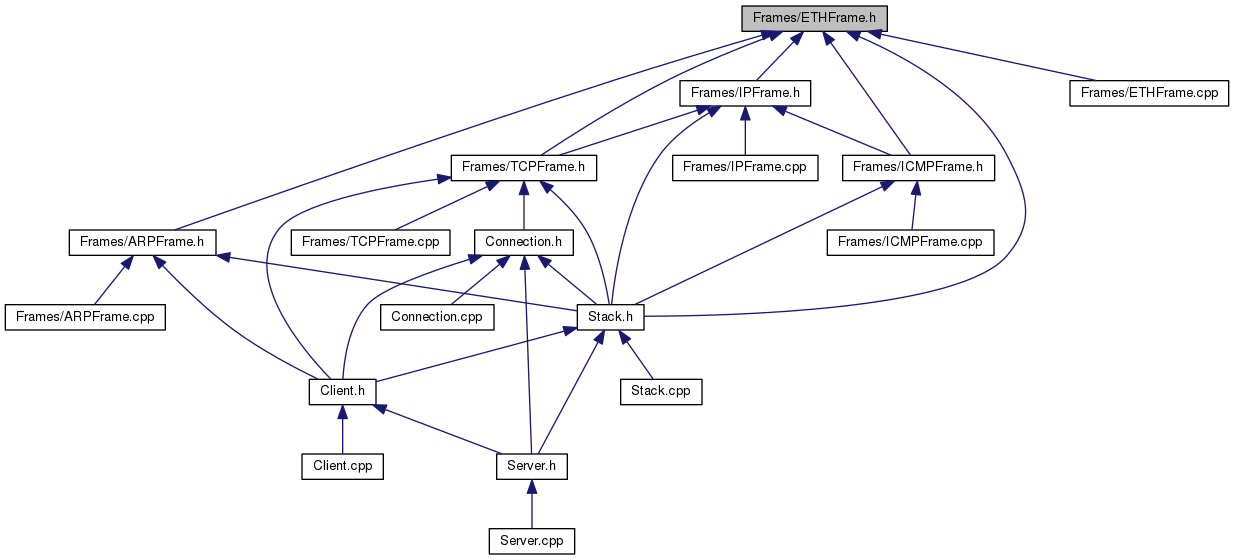 Frames/ETHFrame.h
Frames/IPFrame.h
Frames/ETHFrame.cpp
Frames/TCPFrame.h
Frames/IPFrame.cpp
Frames/ICMPFrame.h
Frames/ARPFrame.h
Frames/TCPFrame.cpp
Connection.h
Frames/ICMPFrame.cpp
Frames/ARPFrame.cpp
Connection.cpp
Stack.h
Client.h
Stack.cpp
Client.cpp
Server.h
Server.cpp